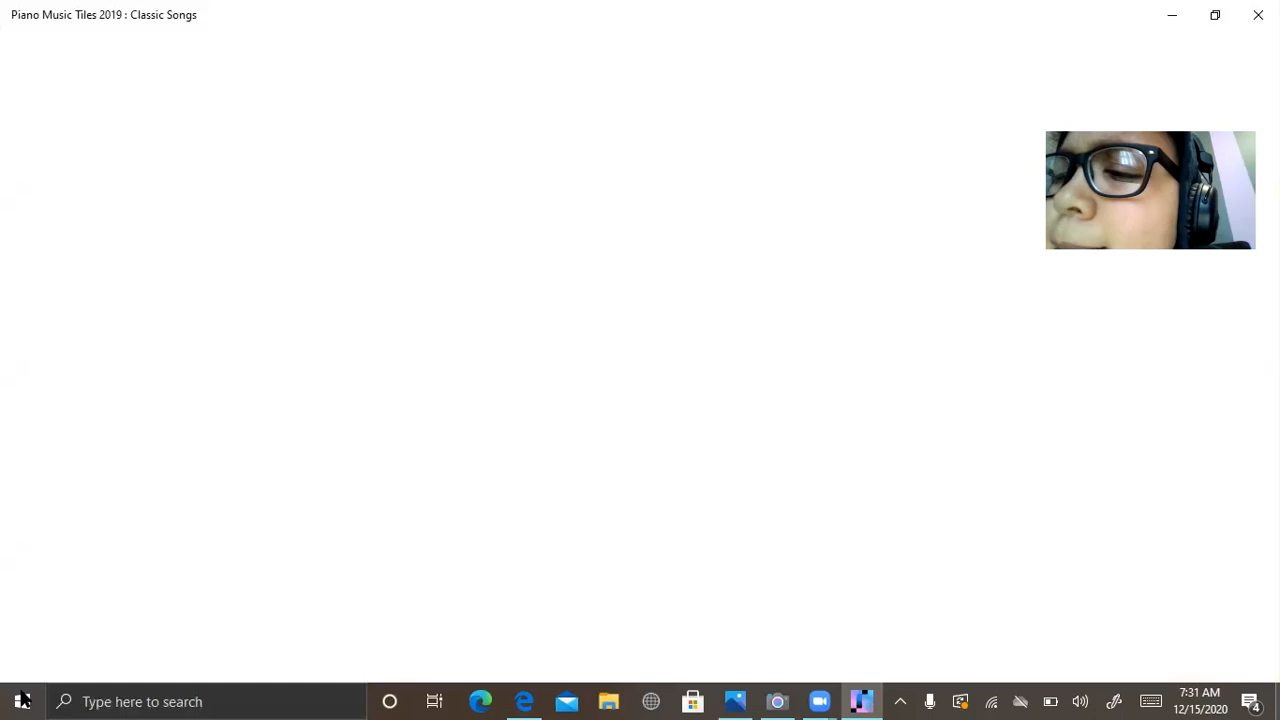 Piano Music Tiles 2019 : Classic Songs
Type here to search
7:31 AM
12/15/2020
4